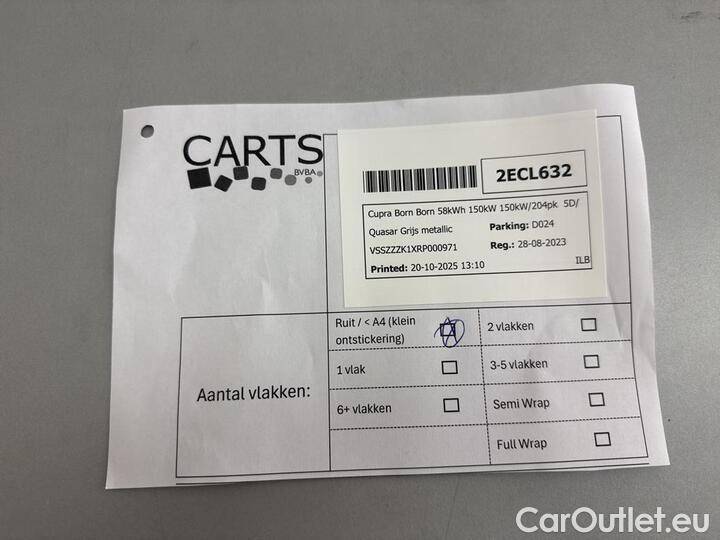 CARTS
BVBA
2ECL632
Cupra Born Born 58kWh 150kW 150kW/204pk 5D/
Quasar Grijs metallic Parking: D024
VSSZZZK1XRP000971 Reg.: 28-08-2023
Printed: 20-10-2025 13:10 ILB
Aantal vlakken:
Ruit / < A4 (klein
ontstickering)
2 vlakken
1 vlak
3-5 vlakken
6+ vlakken
Semi Wrap
Full Wrap
CarOutlet.eu